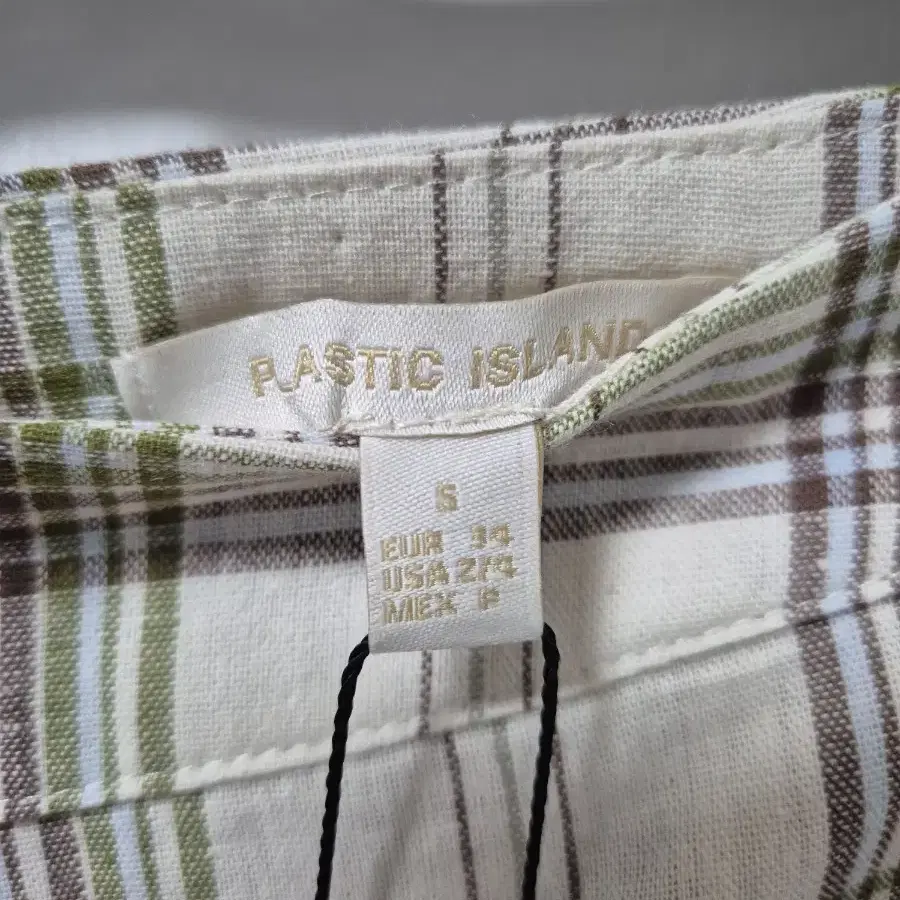 PLASTIC ISLAND
S
EUR 34
USA 2/4
MEX P